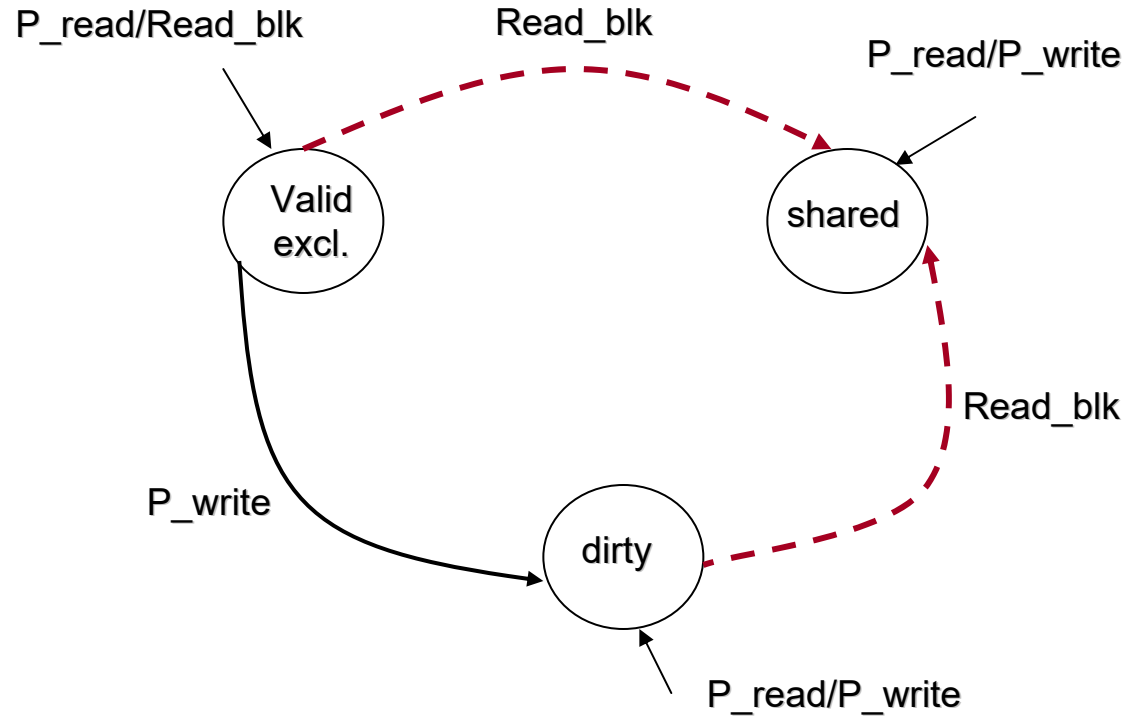 P_read/Read_blk
Read_blk
P_read/P_write
Valid
excl.
shared
Read_blk
P_write
dirty
P_read/P_write